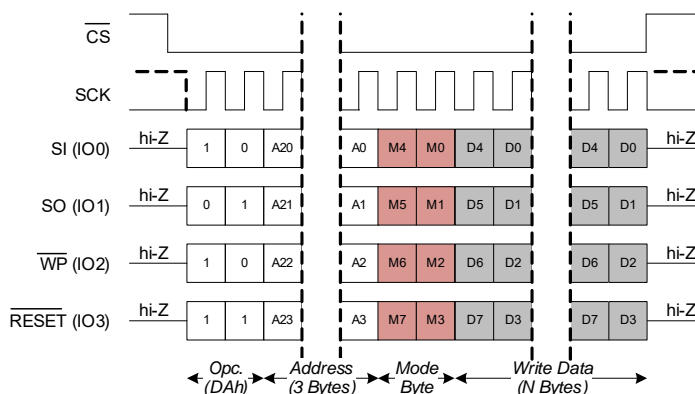 CS
SCK
SI (IO0) hi-Z 1 0 A20 A0 M4 M0 D4 D0 D4 D0 hi-Z
SO (IO1) hi-Z 0 1 A21 A1 M5 M1 D5 D1 D5 D1 hi-Z
WP (IO2) hi-Z 1 0 A22 A2 M6 M2 D6 D2 D6 D2 hi-Z
RESET (IO3) hi-Z 1 1 A23 A3 M7 M3 D7 D3 D7 D3 hi-Z
Opc. Address Mode Write Data
(DAh) (3 Bytes) Byte (N Bytes)